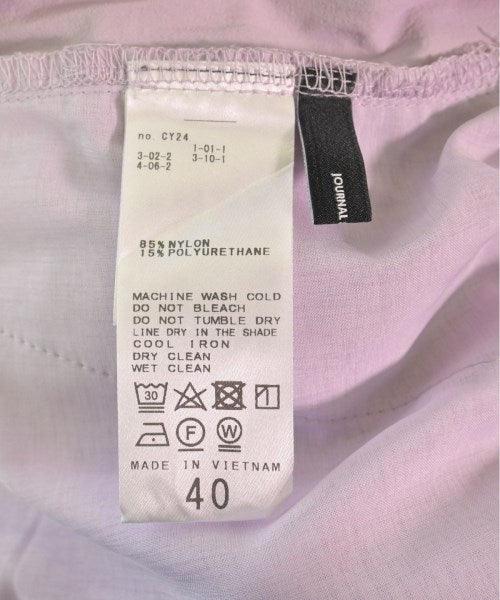 no. CY24
1-01-1
3-02-2 3-10-1
4-06-2
85% NYLON
15% POLYURETHANE
MACHINE WASH COLD
DO NOT BLEACH
DO NOT TUMBLE DRY
LINE DRY IN THE SHADE
COOL IRON
DRY CLEAN
WET CLEAN
30
F W
MADE IN VIETNAM
40
JOURNAL